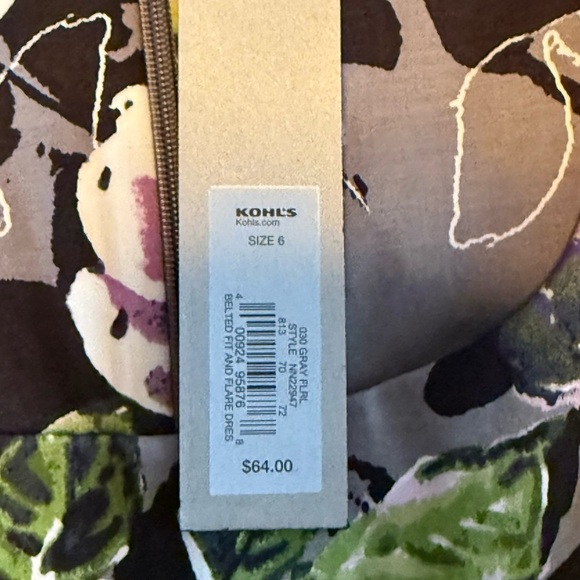 KOHL'S
Kohls.com
SIZE 6
030 GRAY FLRL
STYLE NN22947
813 70 72
4 00924 95876 8
BELTED FIT AND FLARE DRES
$64.00